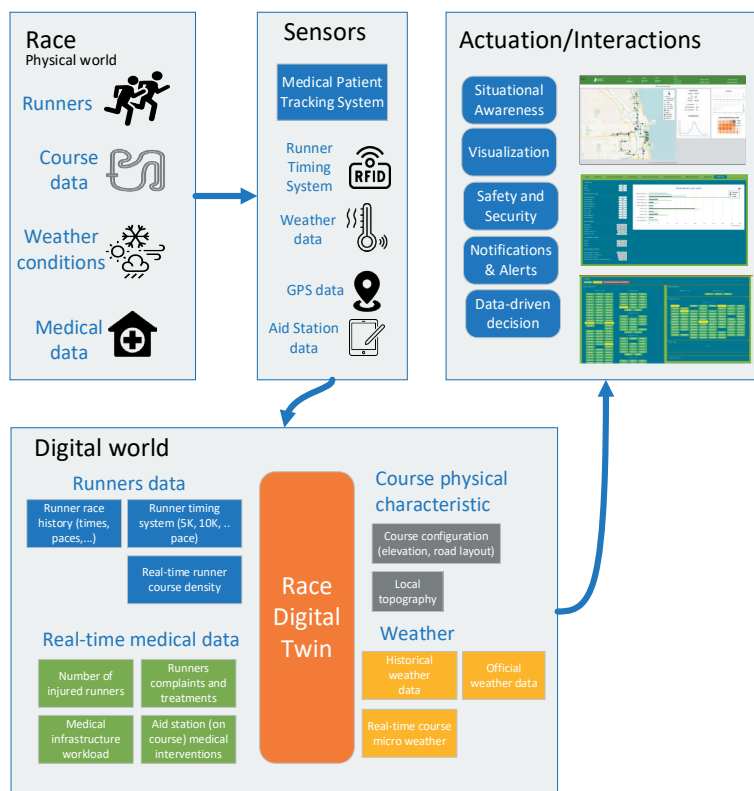 Race
Physical world
Runners
Course
data
Weather
conditions
Medical
data
Sensors
Medical Patient
Tracking System
Runner
Timing
System
RFID
Weather
data
GPS data
Aid Station
data
Actuation/Interactions
Situational
Awareness
Visualization
Safety and
Security
Notifications
& Alerts
Data-driven
decision
Digital world
Runners data
Runner race
history (times,
paces,...)
Runner timing
system (5K, 10K, ..
pace)
Real-time runner
course density
Real-time medical data
Number of
injured runners
Runners
complaints and
treatments
Medical
infrastructure
workload
Aid station (on
course) medical
interventions
Race
Digital
Twin
Course physical
characteristic
Course configuration
(elevation, road layout)
Local
topography
Weather
Historical
weather
data
Official
weather data
Real-time course
micro weather